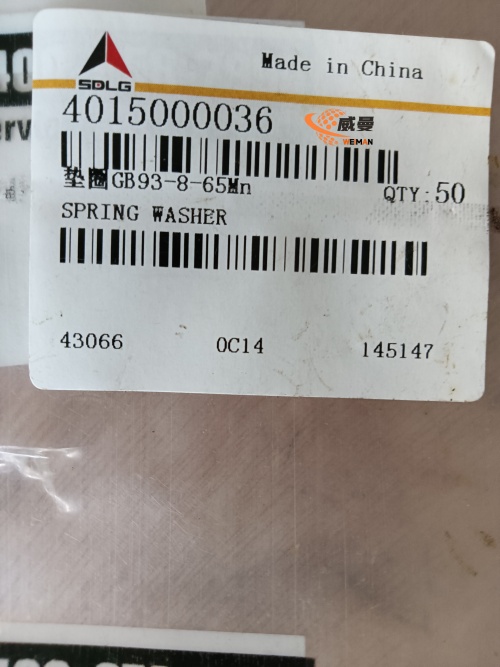 SDLG
Made in China
4015000036
威曼
WEMAN
垫圈GB93-8-65Mn
QTY:50
SPRING WASHER
43066 0C14 145147